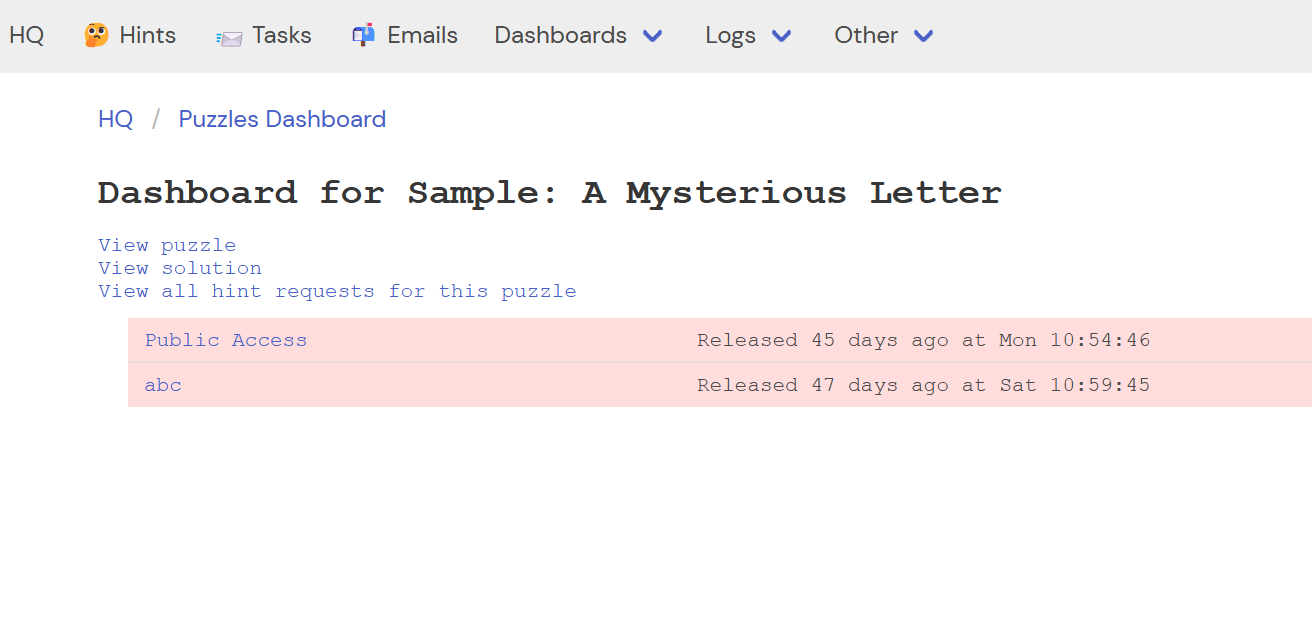 HQ Hints Tasks Emails Dashboards Logs Other
HQ / Puzzles Dashboard
Dashboard for Sample: A Mysterious Letter
View puzzle
View solution
View all hint requests for this puzzle
Public Access Released 45 days ago at Mon 10:54:46
abc Released 47 days ago at Sat 10:59:45